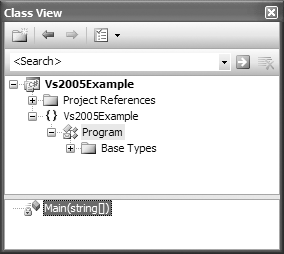 Class View
<Search>
Vs2005Example
Project References
{} Vs2005Example
Program
Base Types
Main(string[])